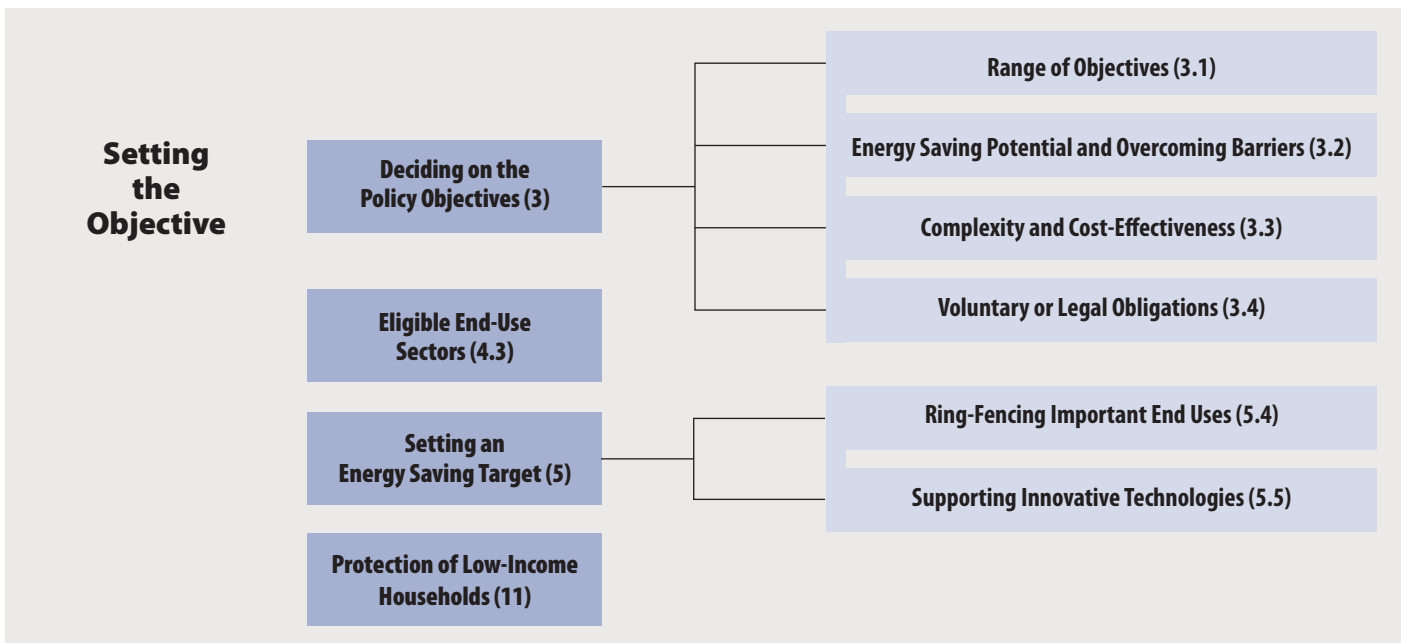 Setting
the
Objective
Deciding on the
Policy Objectives (3)
Range of Objectives (3.1)
Energy Saving Potential and Overcoming Barriers (3.2)
Complexity and Cost-Effectiveness (3.3)
Voluntary or Legal Obligations (3.4)
Eligible End-Use
Sectors (4.3)
Setting an
Energy Saving Target (5)
Ring-Fencing Important End Uses (5.4)
Supporting Innovative Technologies (5.5)
Protection of Low-Income
Households (11)